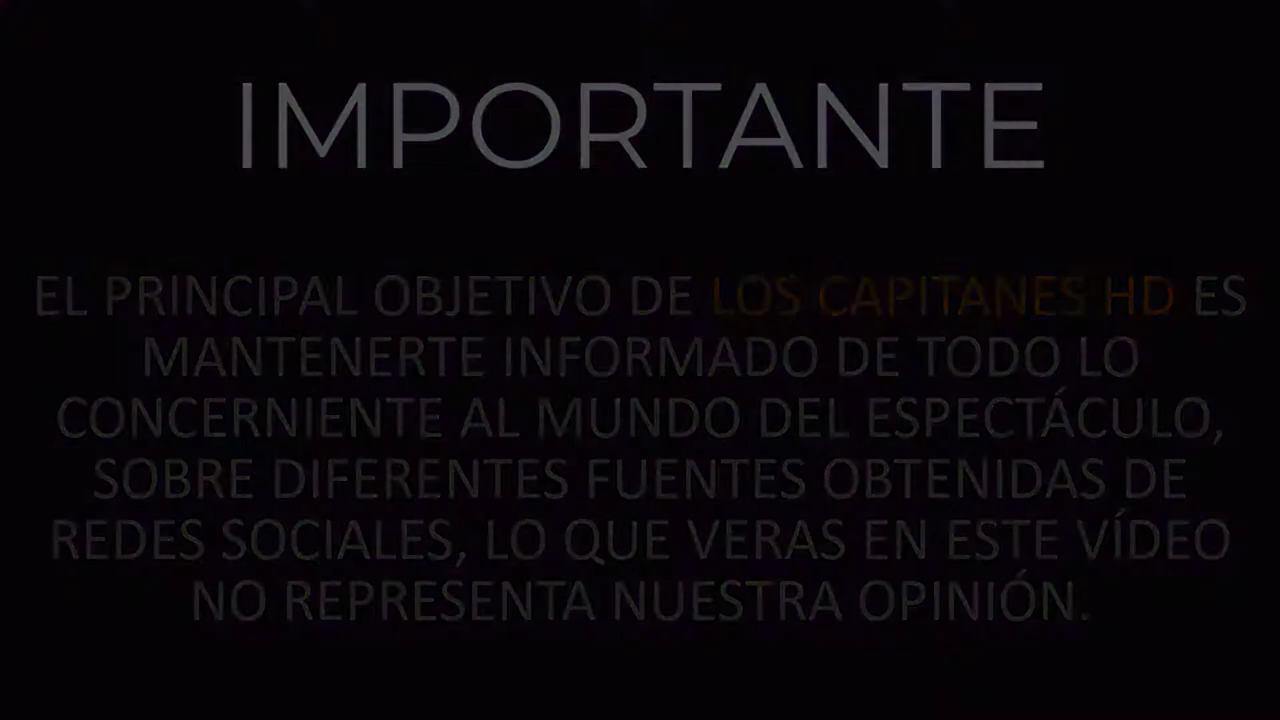 IMPORTANTE
EL PRINCIPAL OBJETIVO DE LOS CAPITANES HD ES
MANTENERTE INFORMADO DE TODO LO
CONCERNIENTE AL MUNDO DEL ESPECTÁCULO,
SOBRE DIFERENTES FUENTES OBTENIDAS DE
REDES SOCIALES, LO QUE VERAS EN ESTE VÍDEO
NO REPRESENTA NUESTRA OPINIÓN.